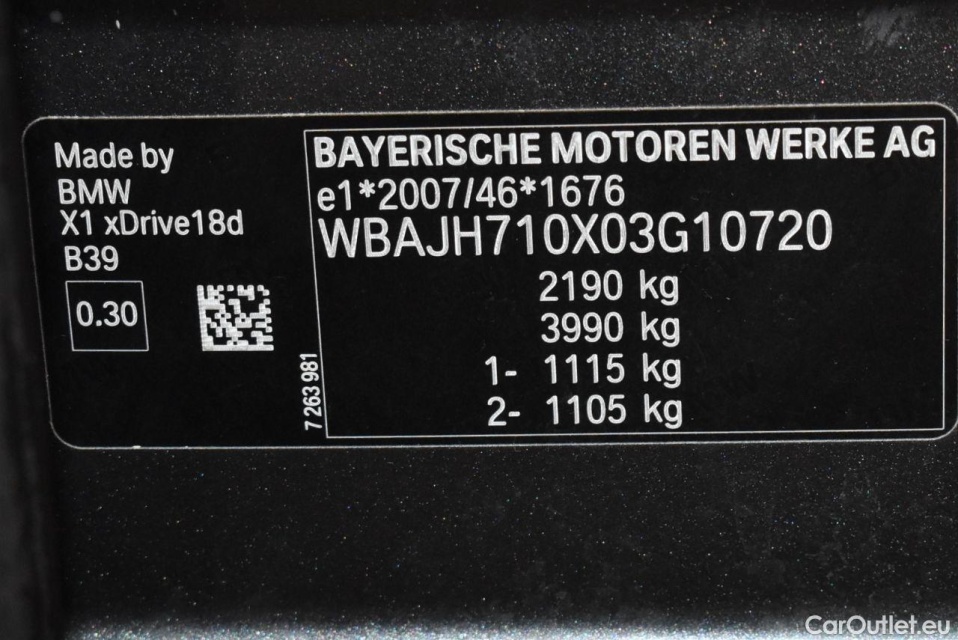 Made by
BMW
X1 xDrive18d
B39
0.30
7 263 981
BAYERISCHE MOTOREN WERKE AG
e1*2007/46*1676
WBAJH710X03G10720
2190 kg
3990 kg
1- 1115 kg
2- 1105 kg
CarOutlet.eu